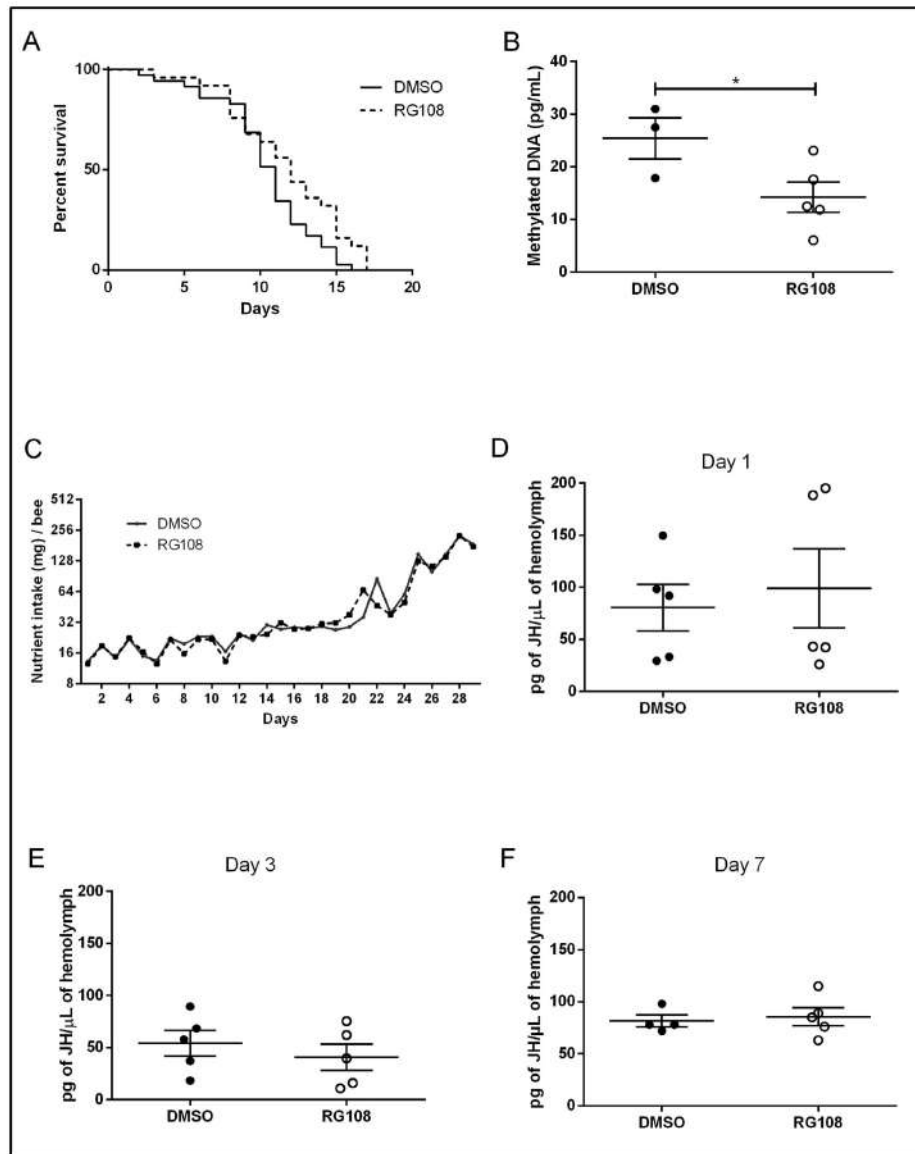 A
100
50
0
Percent survival
DMSO
RG108
0 5 10 15 20
Days
B
*
40
30
20
10
0
Methylated DNA (pg/mL)
DMSO RG108
C
512
256
128
64
32
16
8
Nutrient intake (mg) / bee
DMSO
RG108
2 4 6 8 10 12 14 16 18 20 22 24 26 28
Days
D
Day 1
200
150
100
50
0
pg of JH/µL of hemolymph
DMSO RG108
E
Day 3
200
150
100
50
0
pg of JH/µL of hemolymph
DMSO RG108
F
Day 7
200
150
100
50
0
pg of JH/µL of hemolymph
DMSO RG108